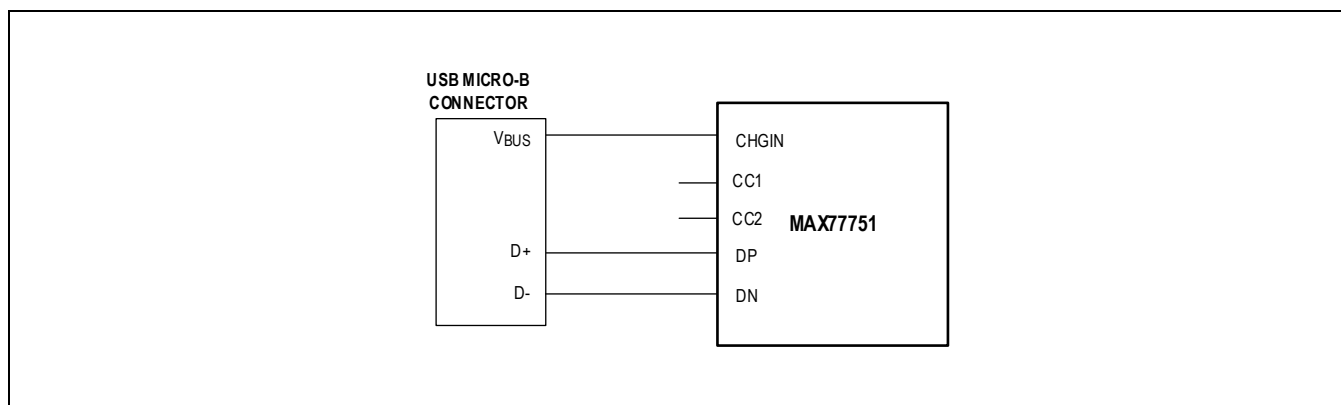 USB MICRO-B
CONNECTOR
VBUS
D+
D-
CHGIN
CC1
CC2
MAX77751
DP
DN